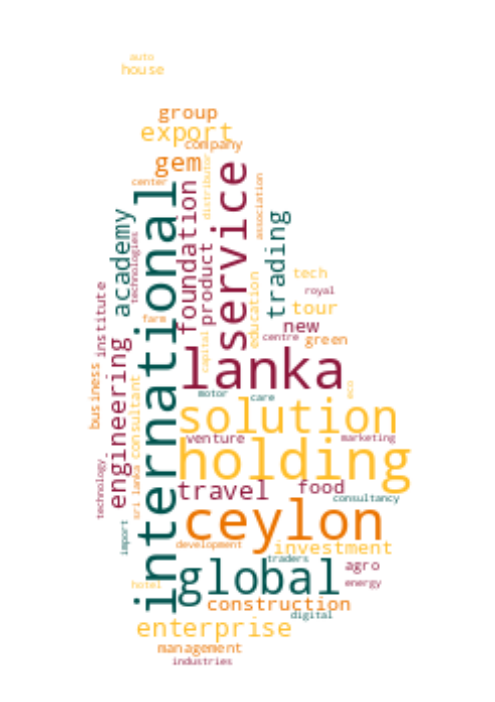 auto
house
group
export
company
gem
center
distributor
service
association
international
foundation
academy
technologies
product
trading
education
tech
royal
institute
farm
tour
new
capital
centre
green
engineering
lanka
business
consultant
motor
care
eco
solution
venture
marketing
holding
technology
sri lanka
travel
food
consultancy
ceylon
import
development
investment
traders
global
agro
energy
hotel
construction
digital
enterprise
management
industries